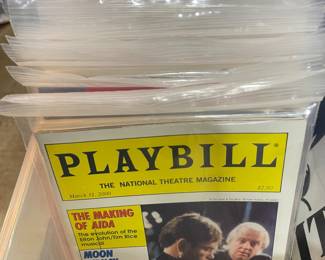 PLAYBILL
THE NATIONAL THEATRE MAGAZINE
March 31, 2000
THE MAKING
OF AIDA
The evolution of the
Elton John/Tim Rice
musical
MOON